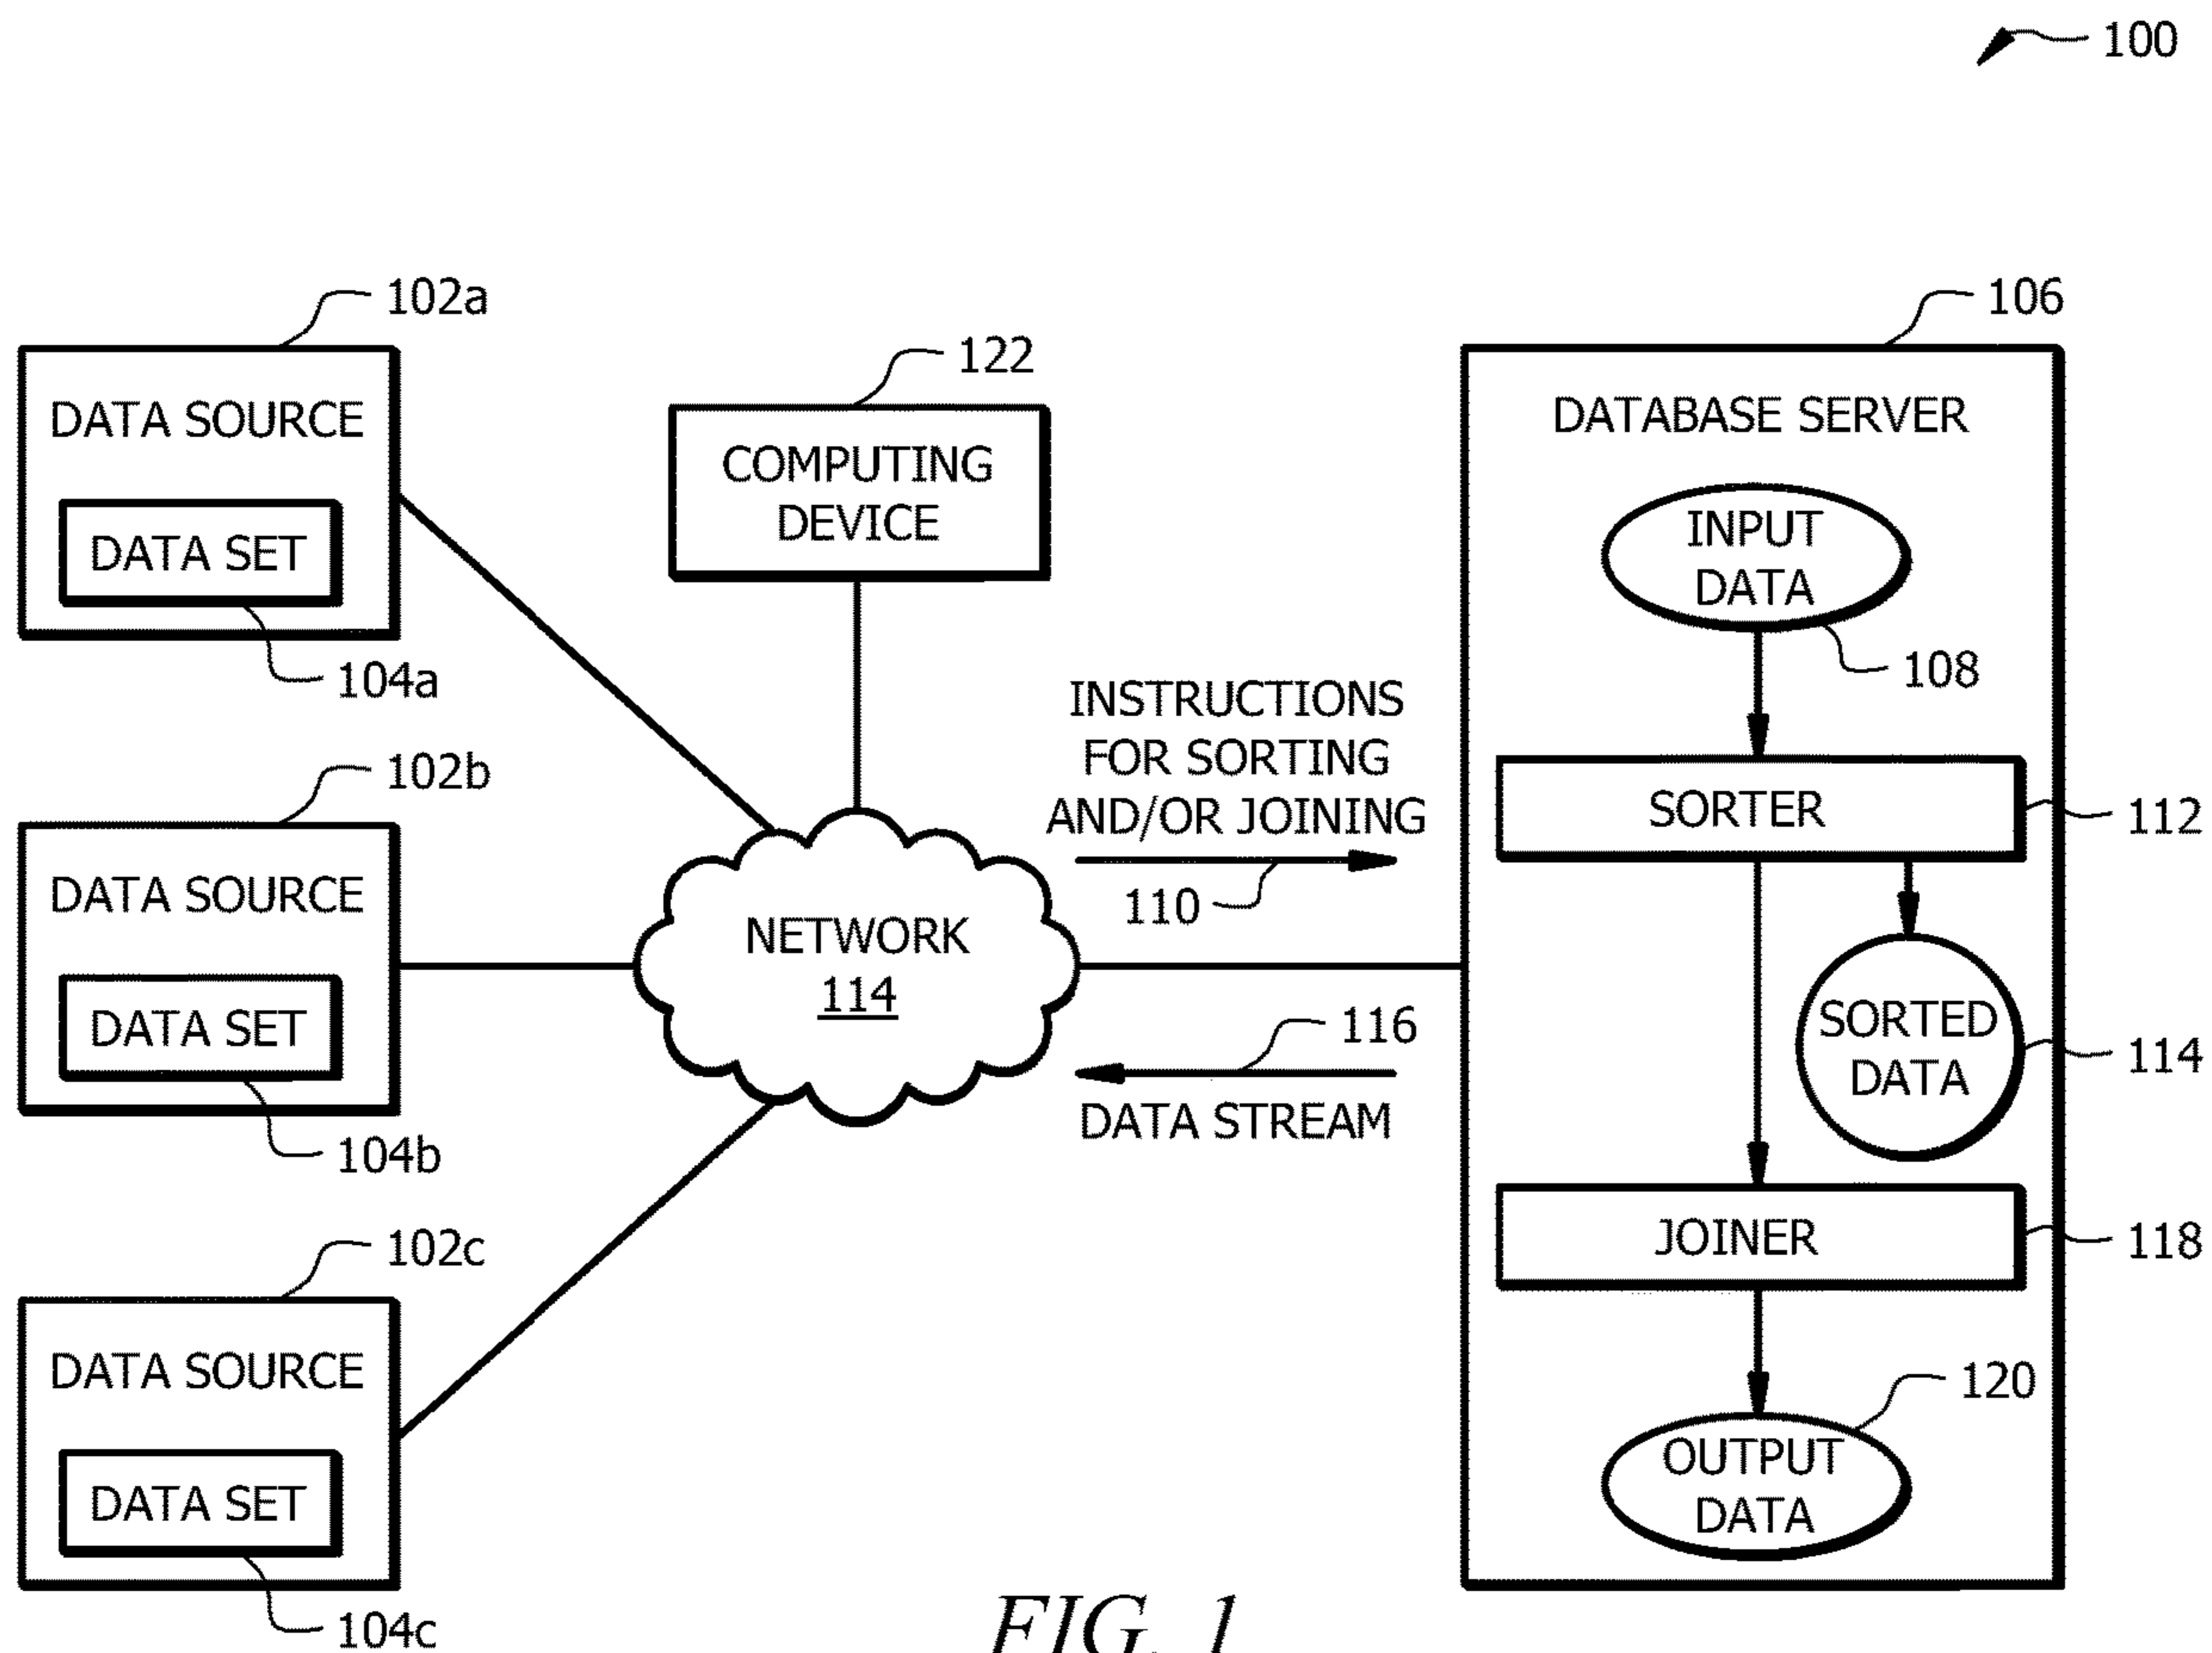 100
102a
DATA SOURCE
DATA SET
104a
102b
DATA SOURCE
DATA SET
104b
102c
DATA SOURCE
DATA SET
104c
122
COMPUTING
DEVICE
NETWORK
114
INSTRUCTIONS
FOR SORTING
AND/OR JOINING
110
116
DATA STREAM
106
DATABASE SERVER
INPUT
DATA
108
SORTER
112
SORTED
DATA
114
JOINER
118
120
OUTPUT
DATA
FIG. 1